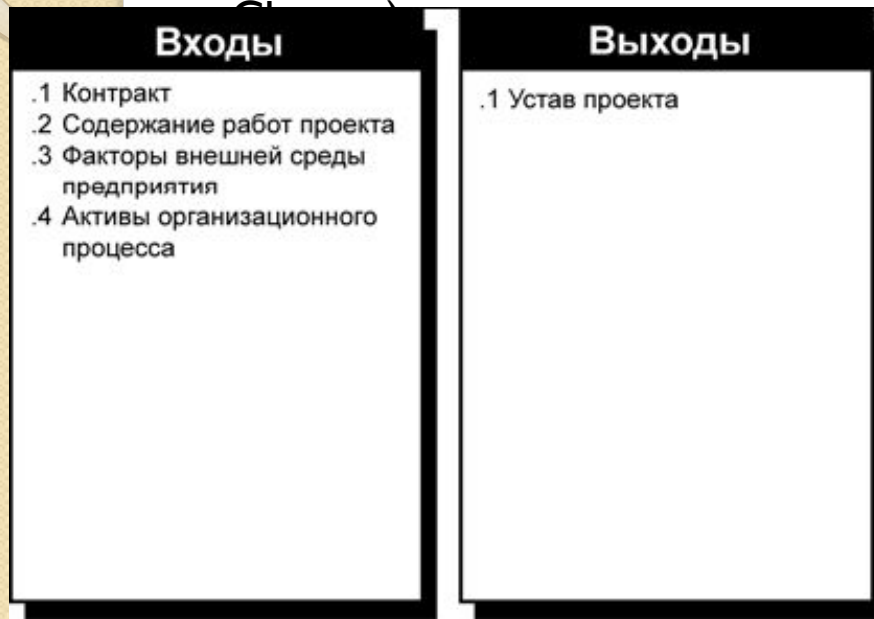 Входы
.1 Контракт
.2 Содержание работ проекта
.3 Факторы внешней среды
предприятия
.4 Активы организационного
процесса
Выходы
.1 Устав проекта